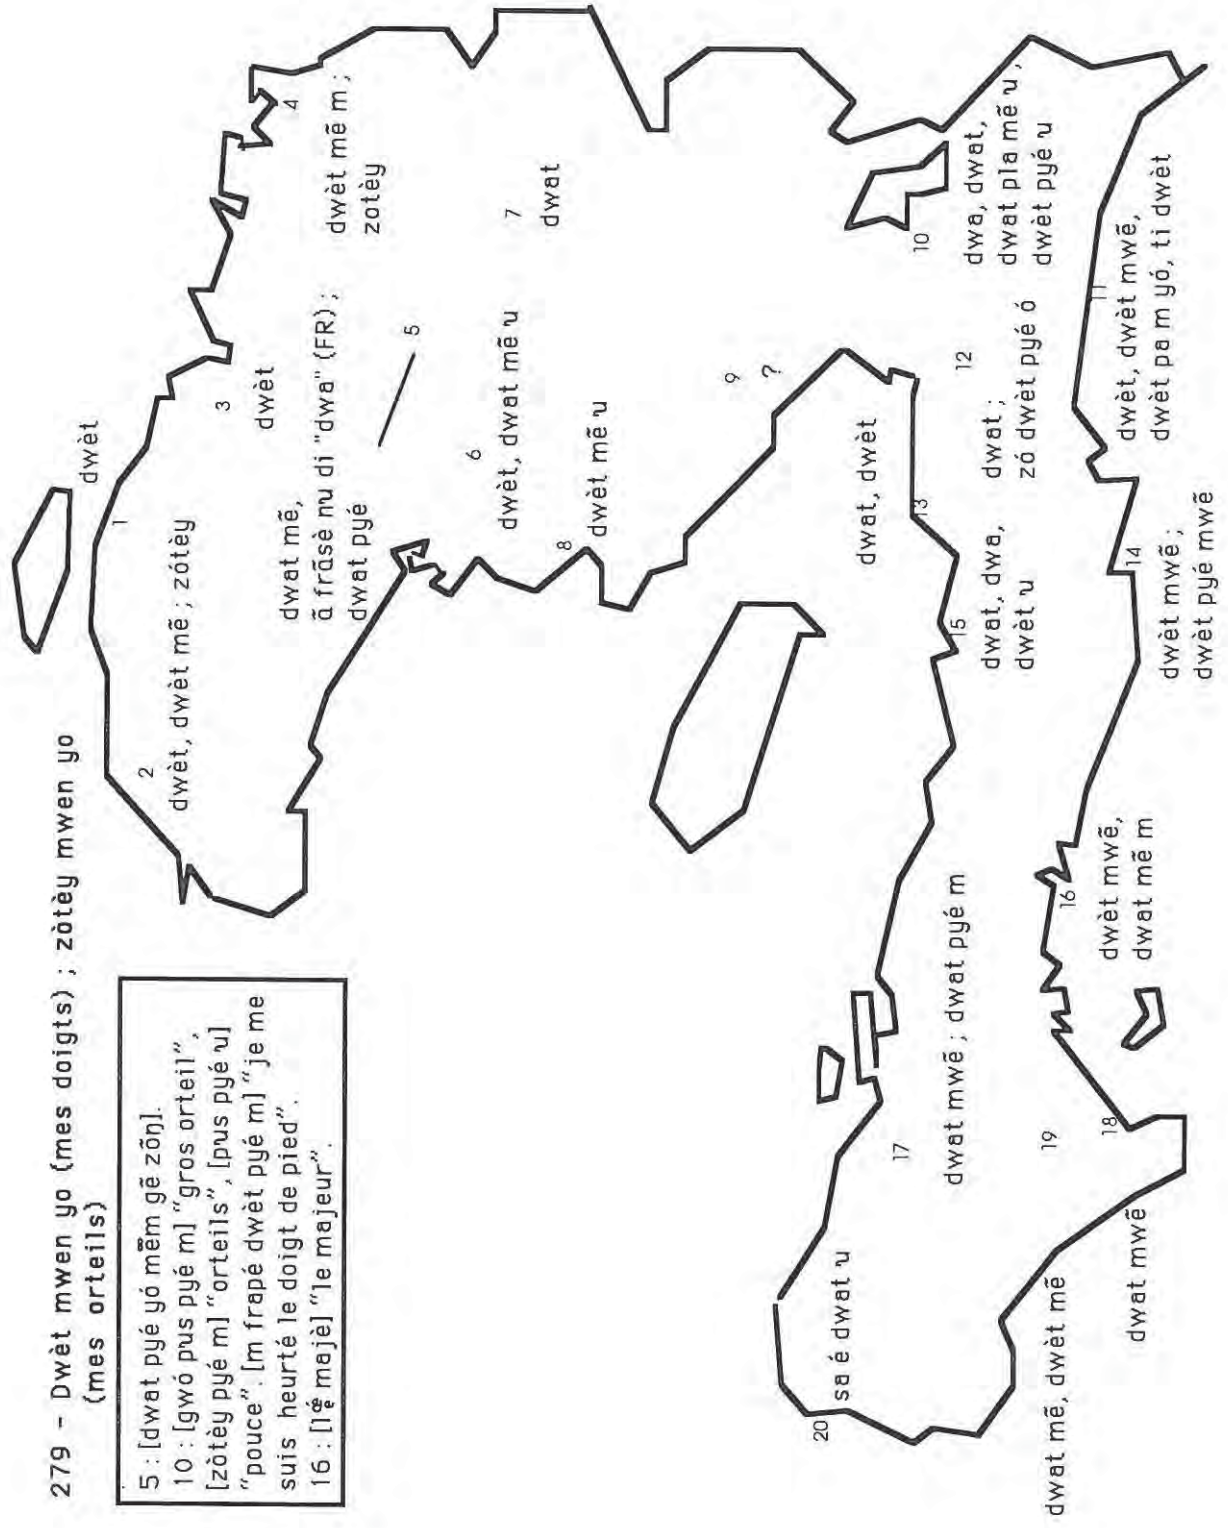 279 - Dwèt mwen yo (mes doigts) ; zòtèy mwen yo
(mes orteils)
5 : [dwat pyé yó mẽm gẽ zõŋ].
10 : [gwó pus pyé m] "gros orteil",
[zòtèy pyé m] "orteils", [pus pyé u]
"pouce". [m frapé dwèt pyé m] "je me
suis heurté le doigt de pied".
16 : [lœ̨ majè] "le majeur".
dwèt
1
2
dwèt, dwèt mẽ ; zótèy
3
dwèt
4
dwèt mẽ m ;
zotèy
dwat mẽ,
ã frãsè nu di "dwa" (FR) ;
dwat pyé
5
6
dwèt, dwat mẽ u
7
dwat
8
dwèt mẽ u
9
?
10
dwa, dwat,
dwat pla mẽ u,
dwèt pyé u
11
dwèt, dwèt mwẽ,
dwèt pa m yó, ti dwèt
12
dwat ;
zó dwèt pyé ó
dwat, dwèt
13
14
dwèt mwẽ ;
dwèt pyé mwẽ
15
dwat, dwa,
dwèt u
16
dwèt mwẽ,
dwat mẽ m
17
dwat mwẽ ; dwat pyé m
18
dwat mwẽ
19
dwat mẽ, dwèt mẽ
20
sa é dwat u